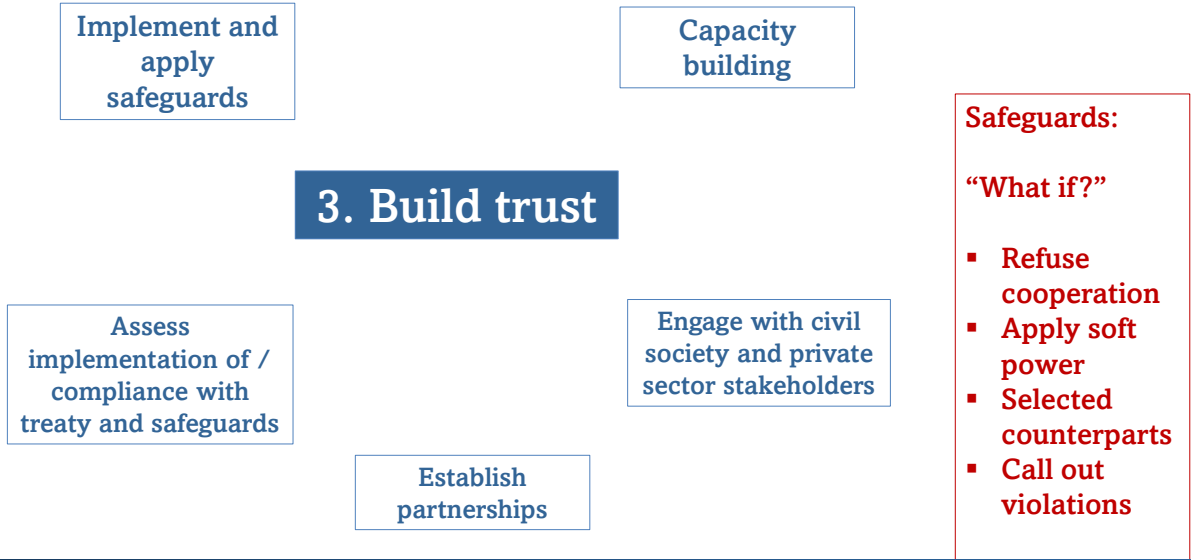 Implement and
apply
safeguards
Capacity
building
3. Build trust
Assess
implementation of /
compliance with
treaty and safeguards
Engage with civil
society and private
sector stakeholders
Establish
partnerships
Safeguards:
“What if?”
▪ Refuse
cooperation
▪ Apply soft
power
▪ Selected
counterparts
▪ Call out
violations